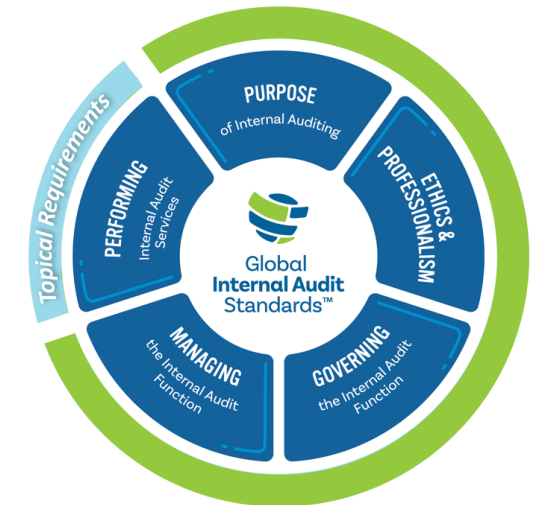 PURPOSE
of Internal Auditing
ETHICS &
PROFESSIONALISM
GOVERNING
the Internal Audit
Function
MANAGING
the Internal Audit
Function
PERFORMING
Internal Audit
Services
Topical Requirements
Global
Internal Audit
Standards™